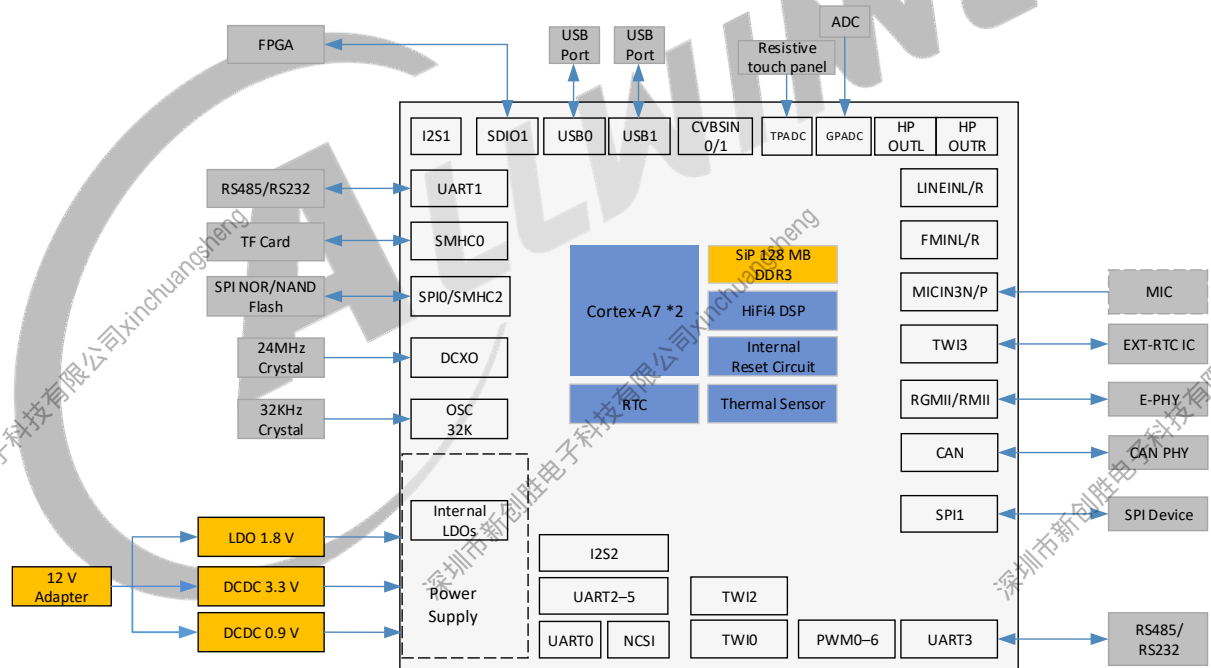 ALLWINE
ADC
FPGA
USB
Port
USB
Port
Resistive
touch panel
I2S1
SDIO1
USB0
USB1
CVBSIN
0/1
TPADC
GPADC
HP
OUTL
HP
OUTR
RS485/RS232
UART1
LINEINL/R
TF Card
SMHC0
FMINL/R
SPI NOR/NAND
Flash
SPI0/SMHC2
Cortex-A7 *2
SiP 128 MB
DDR3
HiFi4 DSP
MICIN3N/P
MIC
24MHz
Crystal
DCXO
Internal
Reset Circuit
TWI3
EXT-RTC IC
32KHz
Crystal
OSC
32K
RTC
Thermal Sensor
RGMII/RMII
E-PHY
CAN
CAN PHY
Internal
LDOs
SPI1
SPI Device
LDO 1.8 V
12 V
Adapter
DCDC 3.3 V
DCDC 0.9 V
Power
Supply
I2S2
UART2–5
TWI2
UART0
NCSI
TWI0
PWM0–6
UART3
RS485/
RS232
深圳市新创胜电子科技有限公司xinchuangsheng
深圳市新创胜电子科技有限公司xinchuangsheng
深圳市新创胜电子科技有限